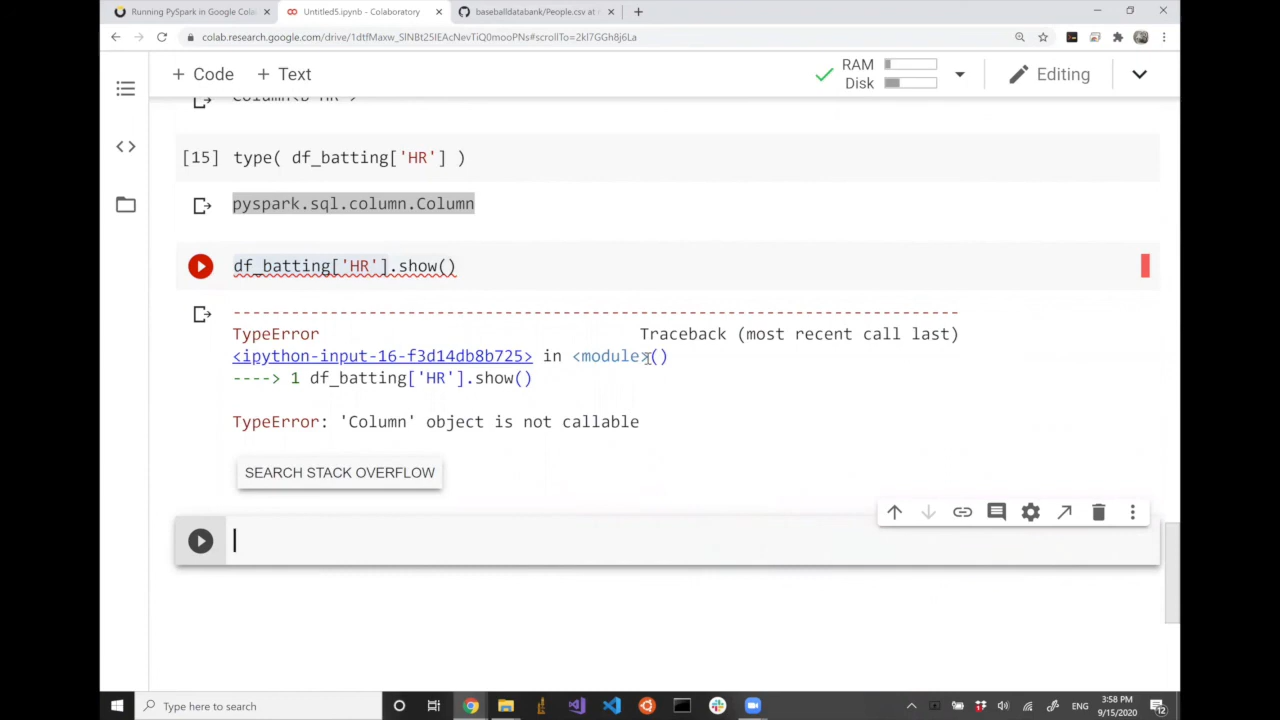 Running PySpark in Google Cola
Untitled5.ipynb - Colaboratory
baseballdatabank/People.csv at
colab.research.google.com/drive/1dtfMaxw_SlNBt25IEAcNevTiQ0mooPNs#scrollTo=2kI7GGh8j6La
+ Code + Text
RAM
Disk
Editing
[15] type( df_batting['HR'] )
pyspark.sql.column.Column
df_batting['HR'].show()
---------------------------------------------------------------------------
TypeError Traceback (most recent call last)
<ipython-input-16-f3d14db8b725> in <module>()
----> 1 df_batting['HR'].show()
TypeError: 'Column' object is not callable
SEARCH STACK OVERFLOW
Type here to search
ENG
3:58 PM
9/15/2020
12